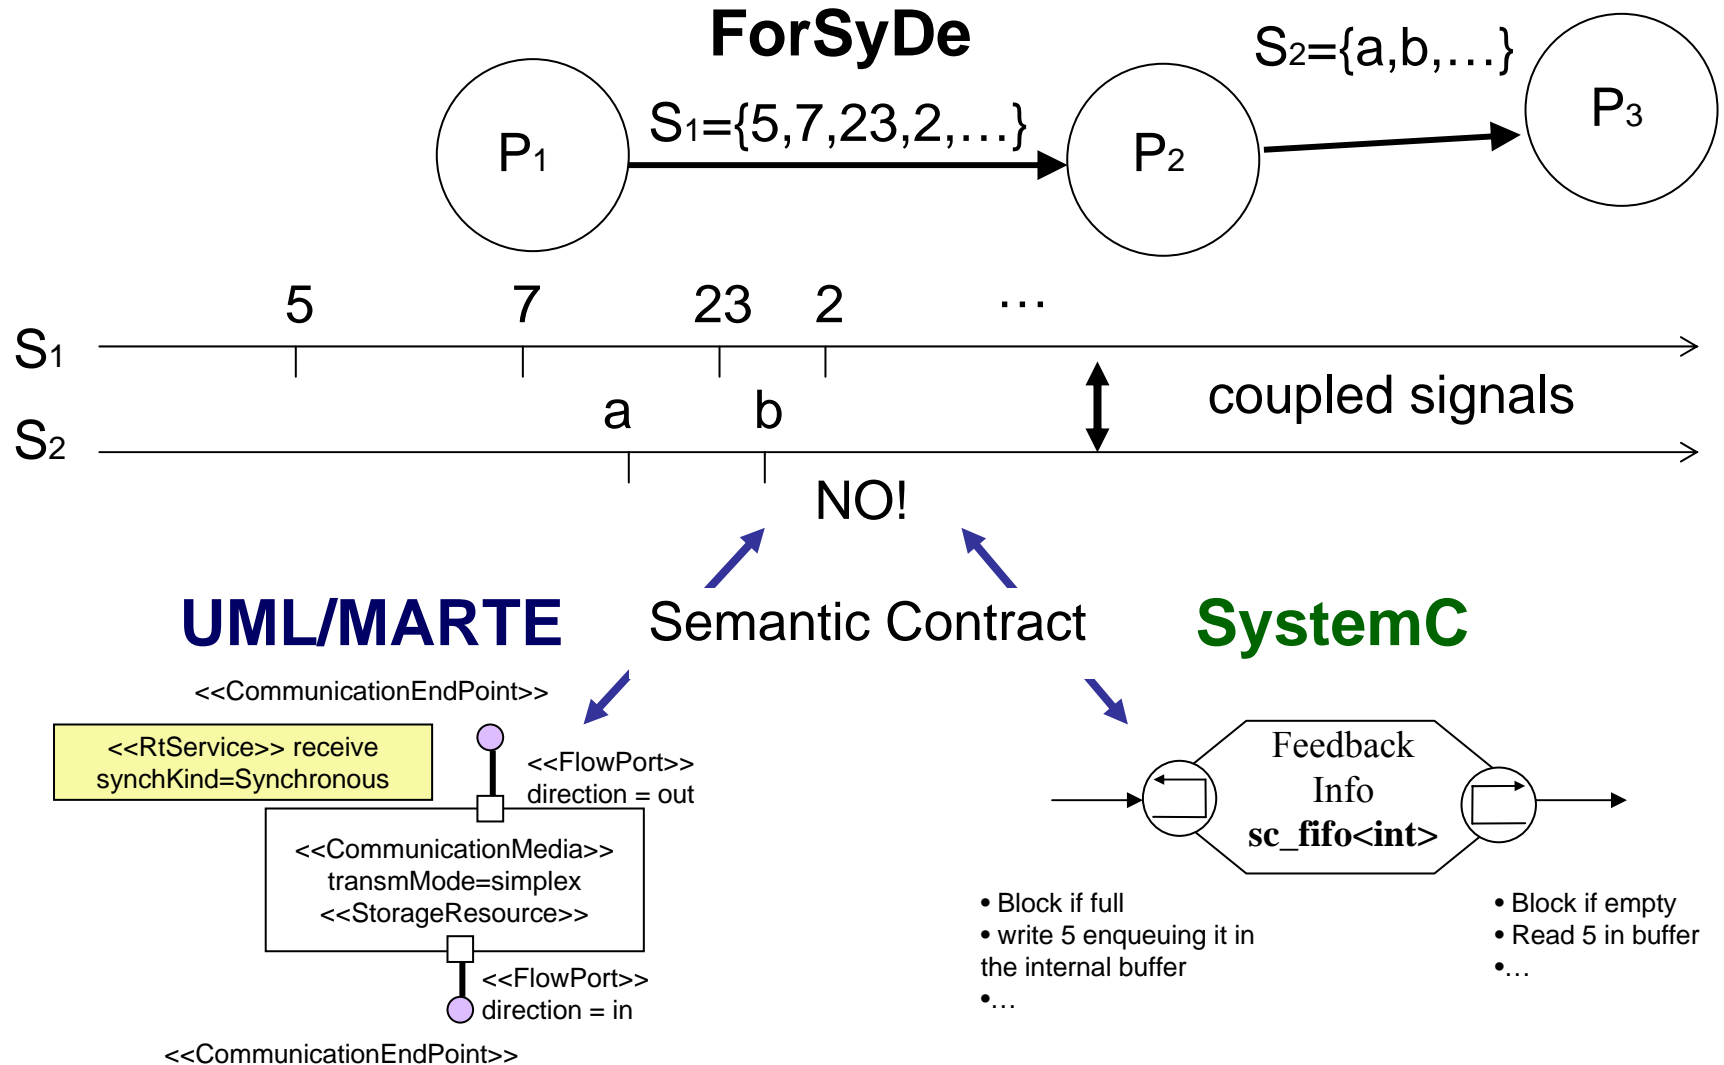 ForSyDe
S2={a,b,…}
S1={5,7,23,2,…}
P1
P2
P3
5 7 23 2 …
S1
coupled signals
a b
S2
NO!
UML/MARTE
Semantic Contract
SystemC
<<CommunicationEndPoint>>
<<RtService>> receive
synchKind=Synchronous
<<FlowPort>>
direction = out
<<CommunicationMedia>>
transmMode=simplex
<<StorageResource>>
<<FlowPort>>
direction = in
<<CommunicationEndPoint>>
Feedback
Info
sc_fifo<int>
• Block if full
• write 5 enqueuing it in
the internal buffer
•…
• Block if empty
• Read 5 in buffer
•…